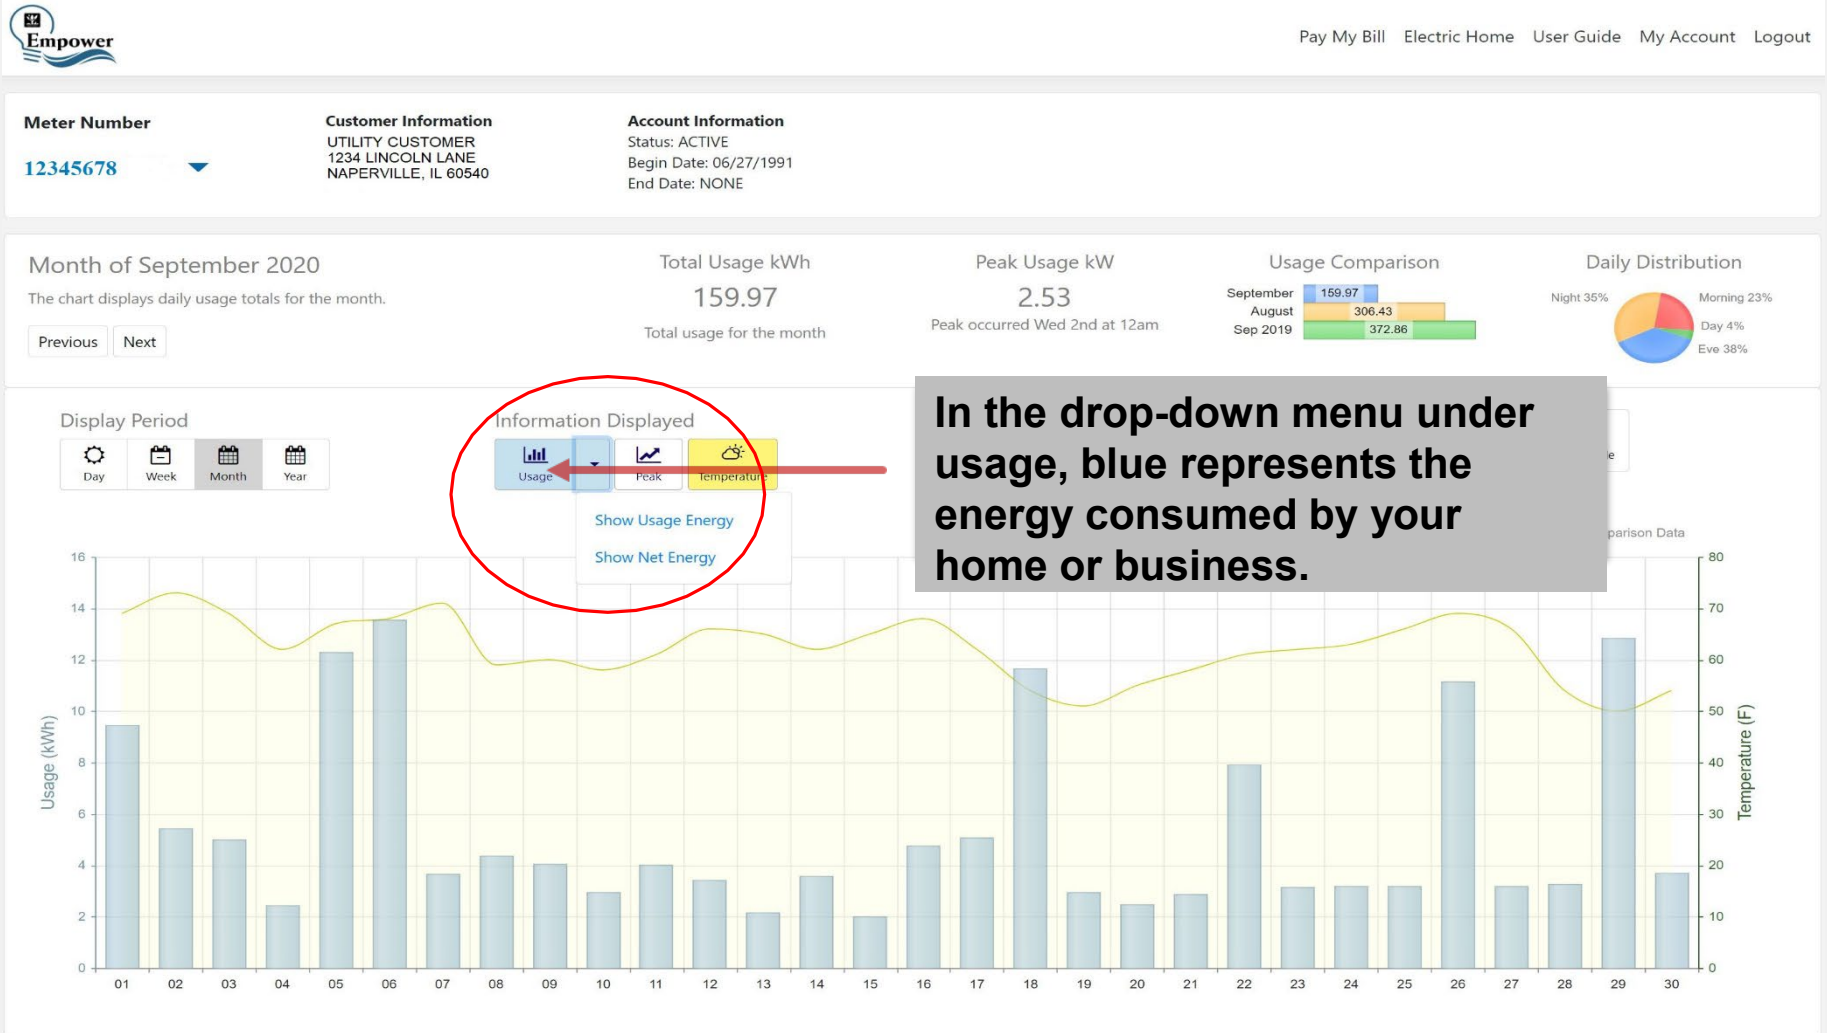 Empower
Pay My Bill Electric Home User Guide My Account Logout
Meter Number
12345678
Customer Information
UTILITY CUSTOMER
1234 LINCOLN LANE
NAPERVILLE, IL 60540
Account Information
Status: ACTIVE
Begin Date: 06/27/1991
End Date: NONE
Month of September 2020
The chart displays daily usage totals for the month.
Previous Next
Total Usage kWh
159.97
Total usage for the month
Peak Usage kW
2.53
Peak occurred Wed 2nd at 12am
Usage Comparison
September 159.97
August 306.43
Sep 2019 372.86
Daily Distribution
Night 35%
Morning 23%
Day 4%
Eve 38%
Display Period
Day Week Month Year
Information Displayed
Usage Peak Temperature
Show Usage Energy
Show Net Energy
In the drop-down menu under
usage, blue represents the
energy consumed by your
home or business.
parison Data
Usage (kWh)
16
14
12
10
8
6
4
2
0
80
70
60
50
40
30
20
10
0
Temperature (F)
01 02 03 04 05 06 07 08 09 10 11 12 13 14 15 16 17 18 19 20 21 22 23 24 25 26 27 28 29 30